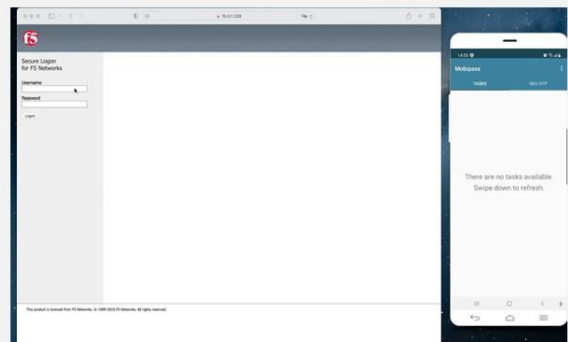 f5
Secure Logon
for F5 Networks
Username
Password
Logon
This product is licensed from F5 Networks. © 1999-2023 F5 Networks. All rights reserved.
Mobipass
TASKS
There are no tasks available.
Swipe down to refresh.